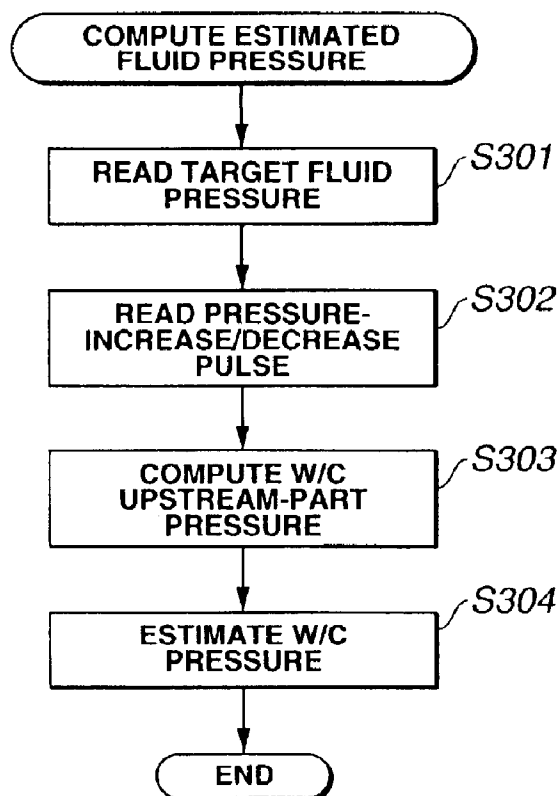 COMPUTE ESTIMATED
FLUID PRESSURE
READ TARGET FLUID
PRESSURE
S301
READ PRESSURE-
INCREASE/DECREASE
PULSE
S302
COMPUTE W/C
UPSTREAM-PART
PRESSURE
S303
ESTIMATE W/C
PRESSURE
S304
END